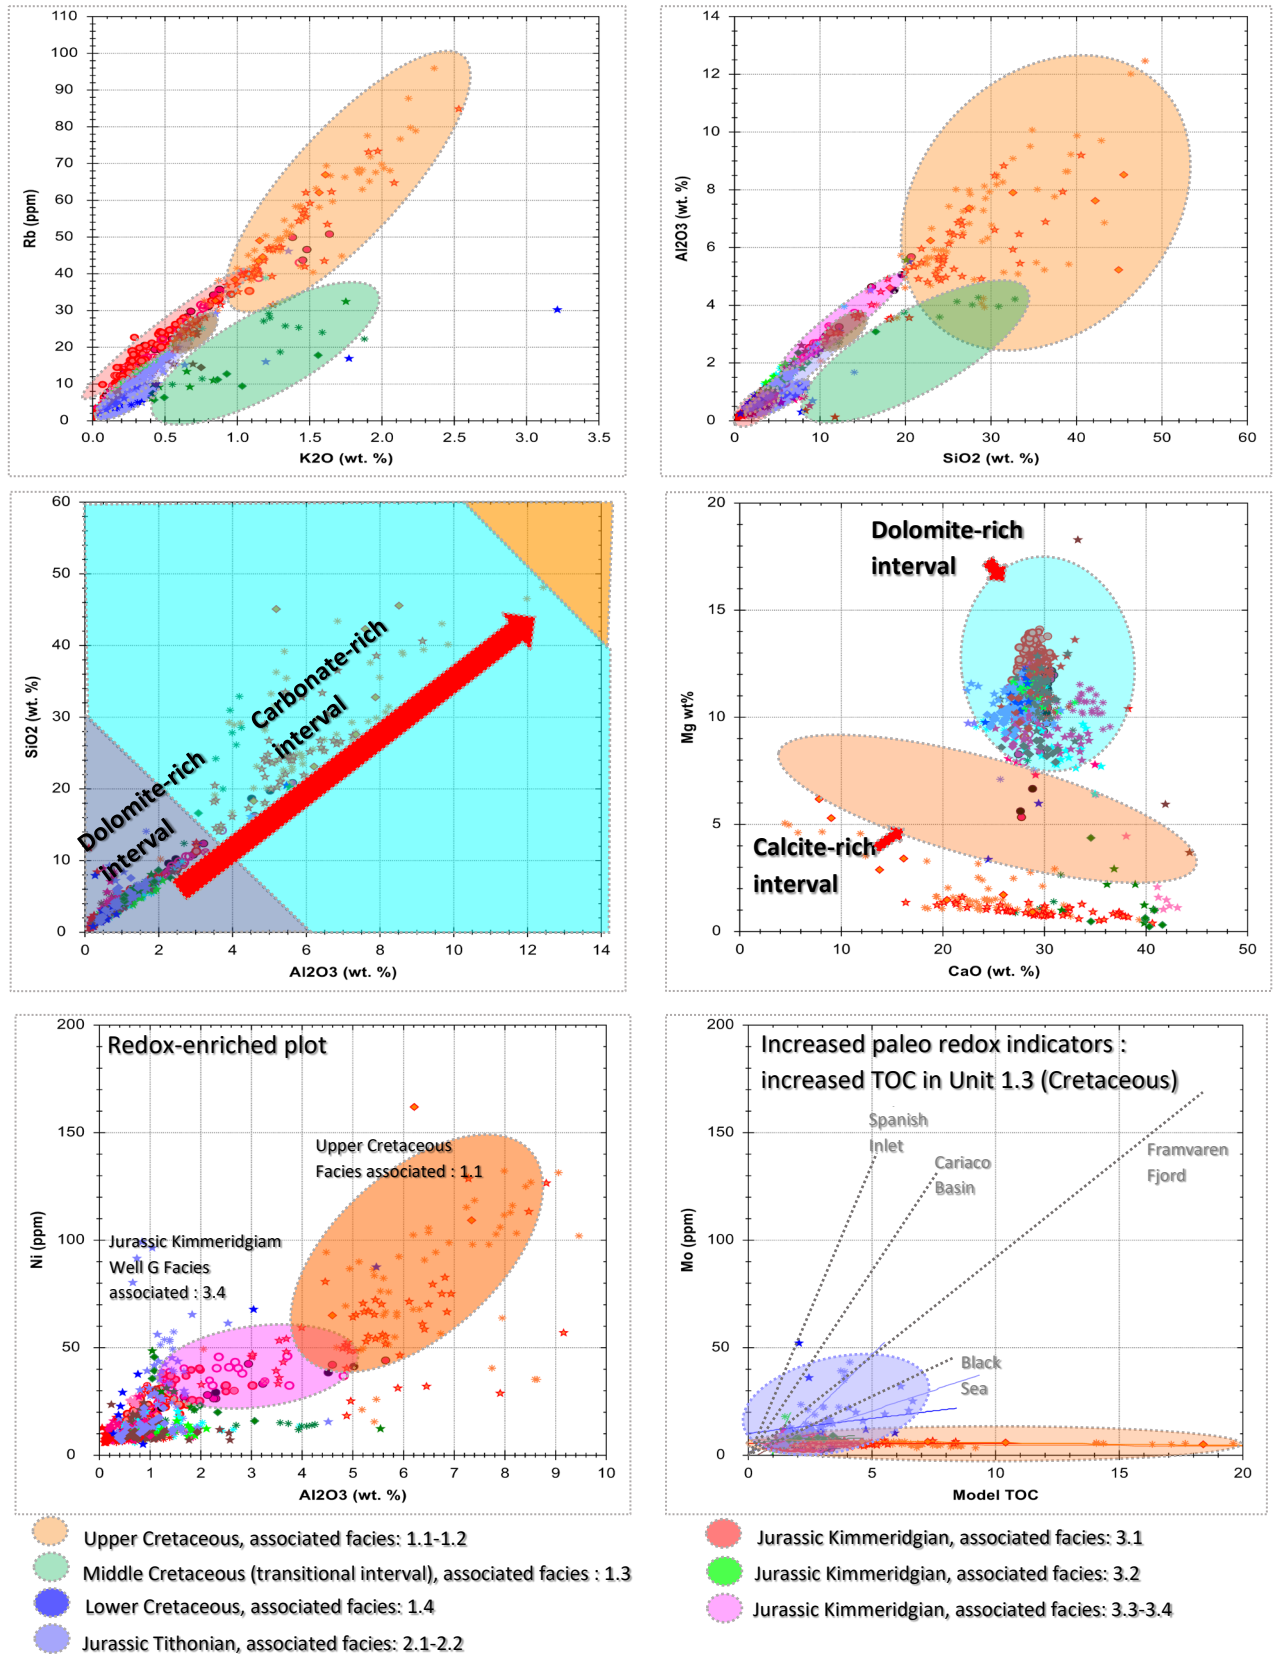 110
100
90
80
70
60
50
40
30
20
10
0
Rb (ppm)
0.0 0.5 1.0 1.5 2.0 2.5 3.0 3.5
K2O (wt. %)
14
12
10
8
6
4
2
0
Al2O3 (wt. %)
0 10 20 30 40 50 60
SiO2 (wt. %)
60
50
40
30
20
10
0
SiO2 (wt. %)
Dolomite-rich
interval
Carbonate-rich
interval
0 2 4 6 8 10 12 14
Al2O3 (wt. %)
20
15
10
5
0
Mg wt%
Dolomite-rich
interval
Calcite-rich
interval
0 10 20 30 40 50
CaO (wt. %)
200
150
100
50
0
Ni (ppm)
Redox-enriched plot
Upper Cretaceous
Facies associated : 1.1
Jurassic Kimmeridgiam
Well G Facies
associated : 3.4
0 1 2 3 4 5 6 7 8 9 10
Al2O3 (wt. %)
200
150
100
50
0
Mo (ppm)
Increased paleo redox indicators :
increased TOC in Unit 1.3 (Cretaceous)
Spanish
Inlet
Cariaco
Basin
Framvaren
Fjord
Black
Sea
0 5 10 15 20
Model TOC
Upper Cretaceous, associated facies: 1.1-1.2
Middle Cretaceous (transitional interval), associated facies : 1.3
Lower Cretaceous, associated facies: 1.4
Jurassic Tithonian, associated facies: 2.1-2.2
Jurassic Kimmeridgian, associated facies: 3.1
Jurassic Kimmeridgian, associated facies: 3.2
Jurassic Kimmeridgian, associated facies: 3.3-3.4